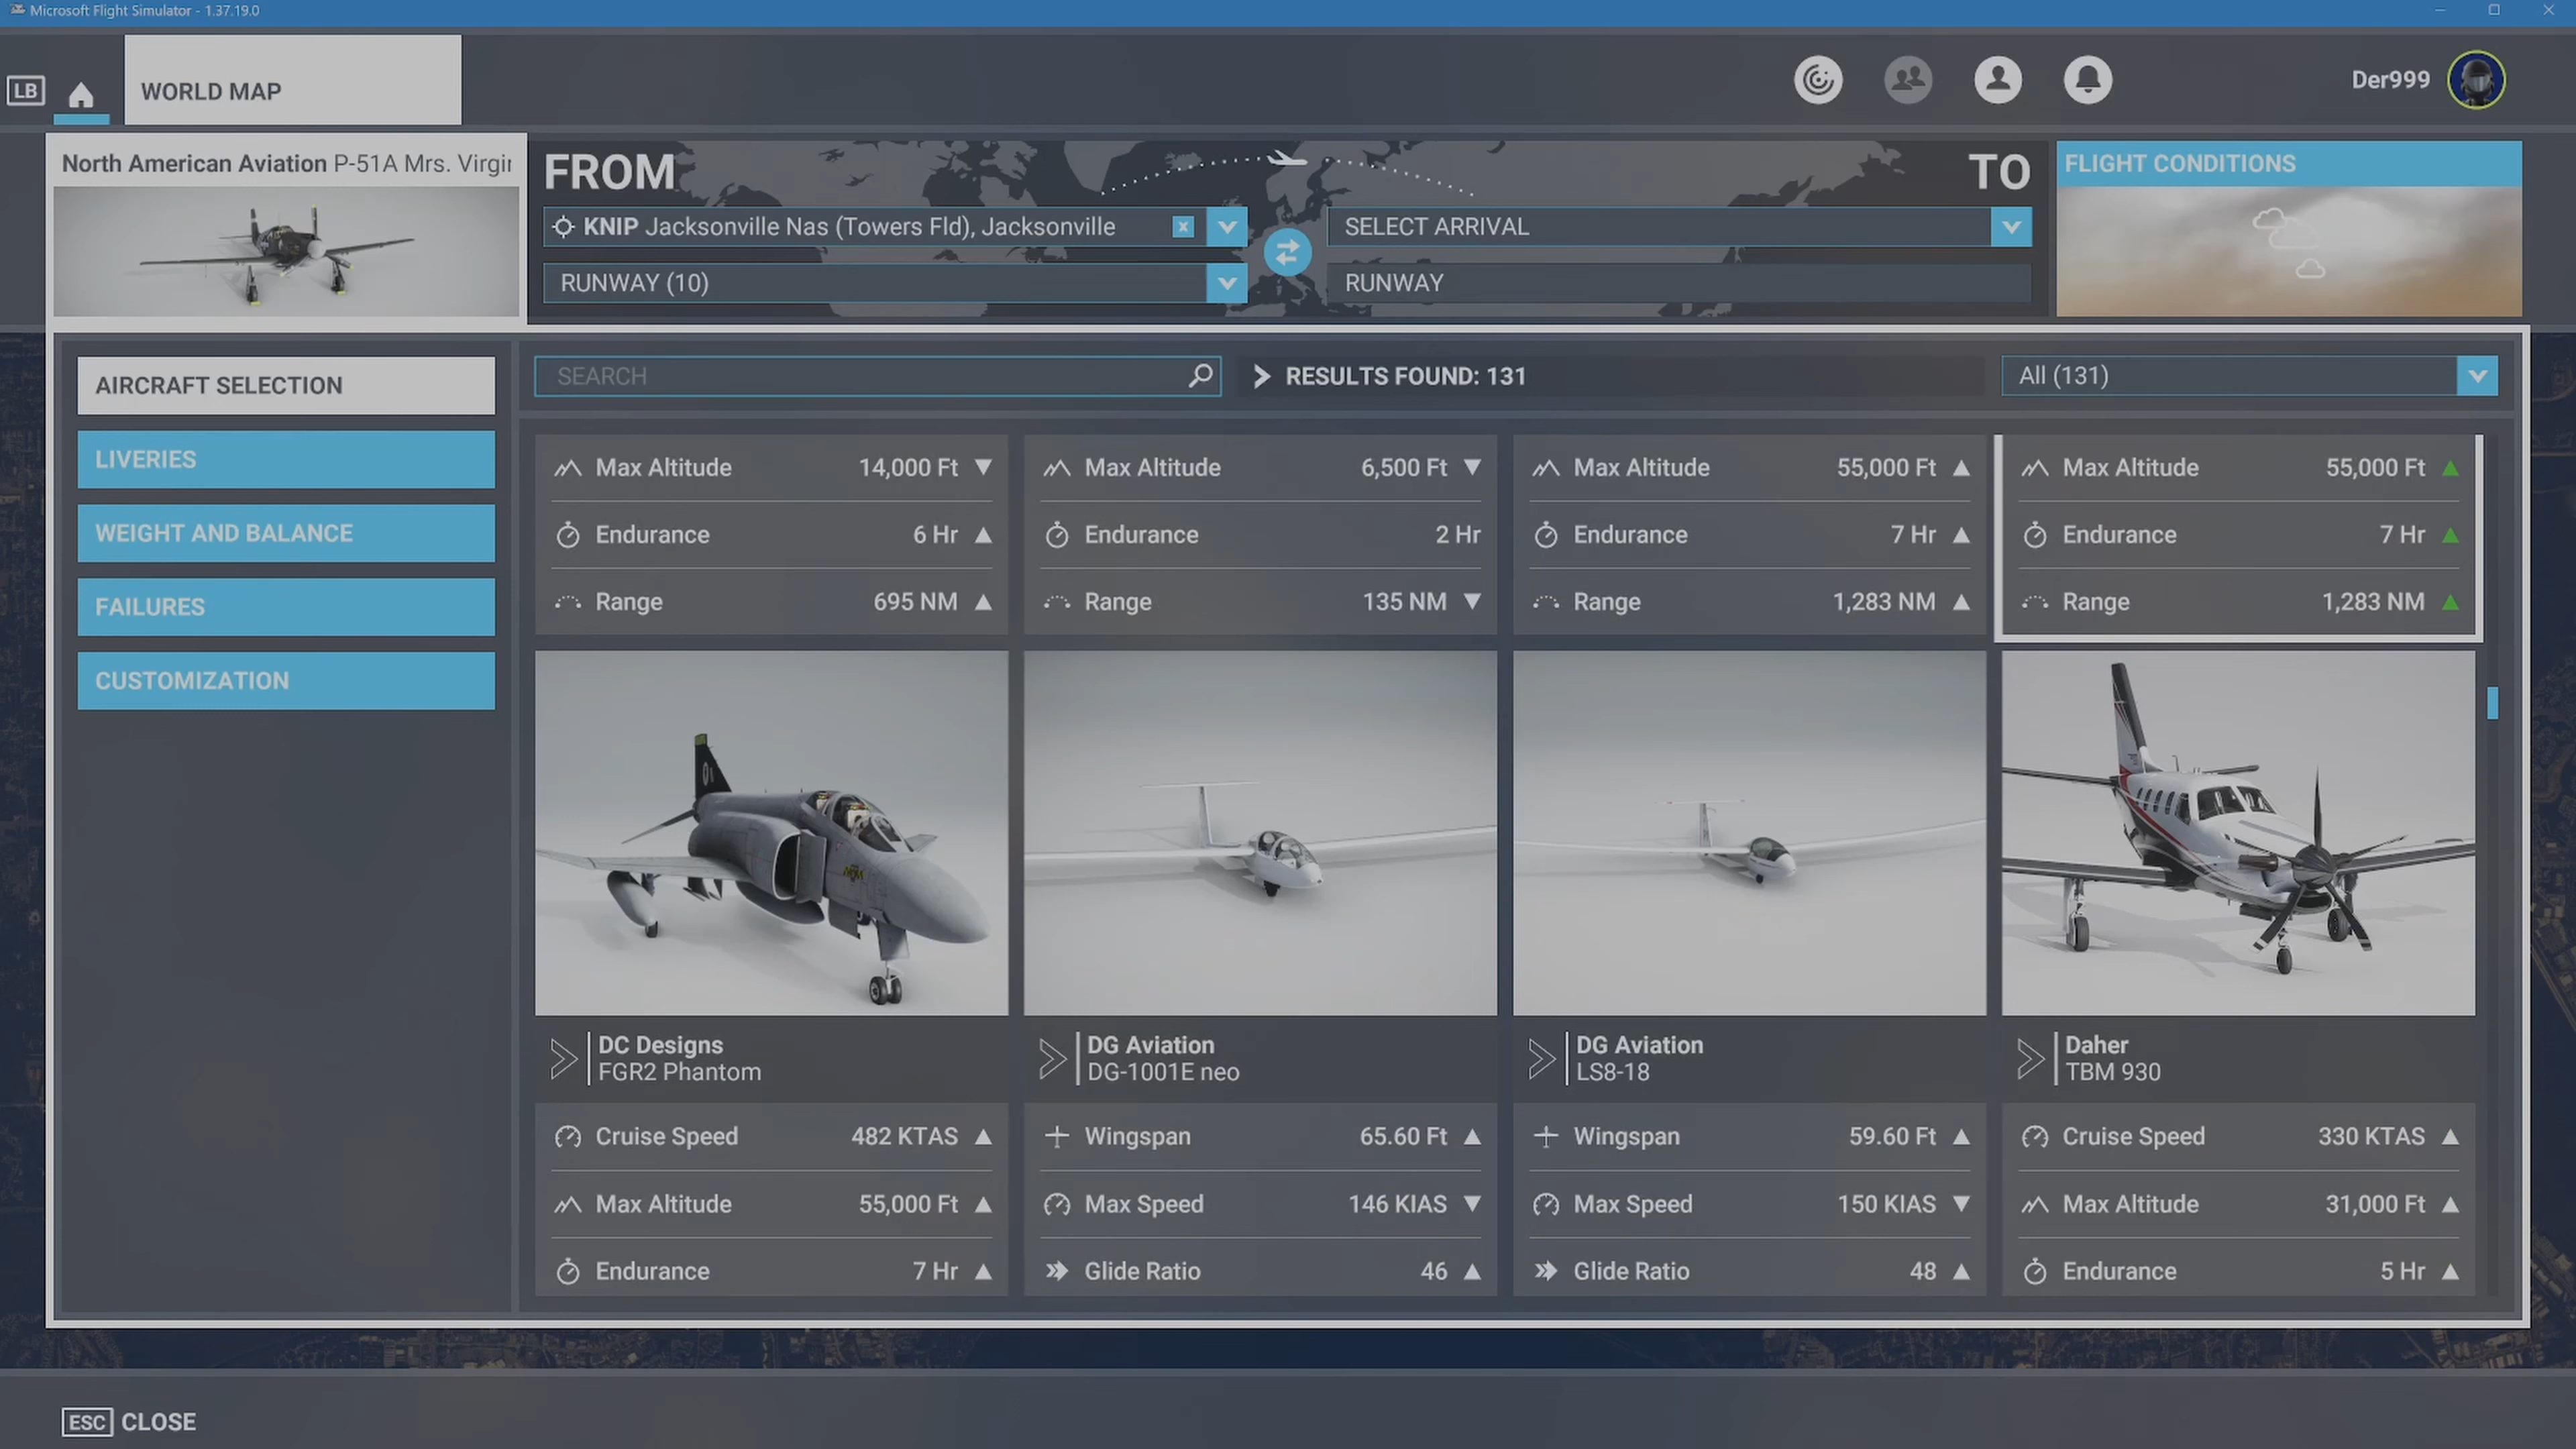 Microsoft Flight Simulator - 1.37.19.0
LB
WORLD MAP
Der999
North American Aviation P-51A Mrs. Virgir
FROM
TO
KNIP Jacksonville Nas (Towers Fld), Jacksonville
x
SELECT ARRIVAL
RUNWAY (10)
RUNWAY
FLIGHT CONDITIONS
AIRCRAFT SELECTION
LIVERIES
WEIGHT AND BALANCE
FAILURES
CUSTOMIZATION
SEARCH
RESULTS FOUND: 131
All (131)
Max Altitude 14,000 Ft
Endurance 6 Hr
Range 695 NM
Max Altitude 6,500 Ft
Endurance 2 Hr
Range 135 NM
Max Altitude 55,000 Ft
Endurance 7 Hr
Range 1,283 NM
Max Altitude 55,000 Ft
Endurance 7 Hr
Range 1,283 NM
DC Designs
FGR2 Phantom
Cruise Speed 482 KTAS
Max Altitude 55,000 Ft
Endurance 7 Hr
DG Aviation
DG-1001E neo
Wingspan 65.60 Ft
Max Speed 146 KIAS
Glide Ratio 46
DG Aviation
LS8-18
Wingspan 59.60 Ft
Max Speed 150 KIAS
Glide Ratio 48
Daher
TBM 930
Cruise Speed 330 KTAS
Max Altitude 31,000 Ft
Endurance 5 Hr
ESC CLOSE